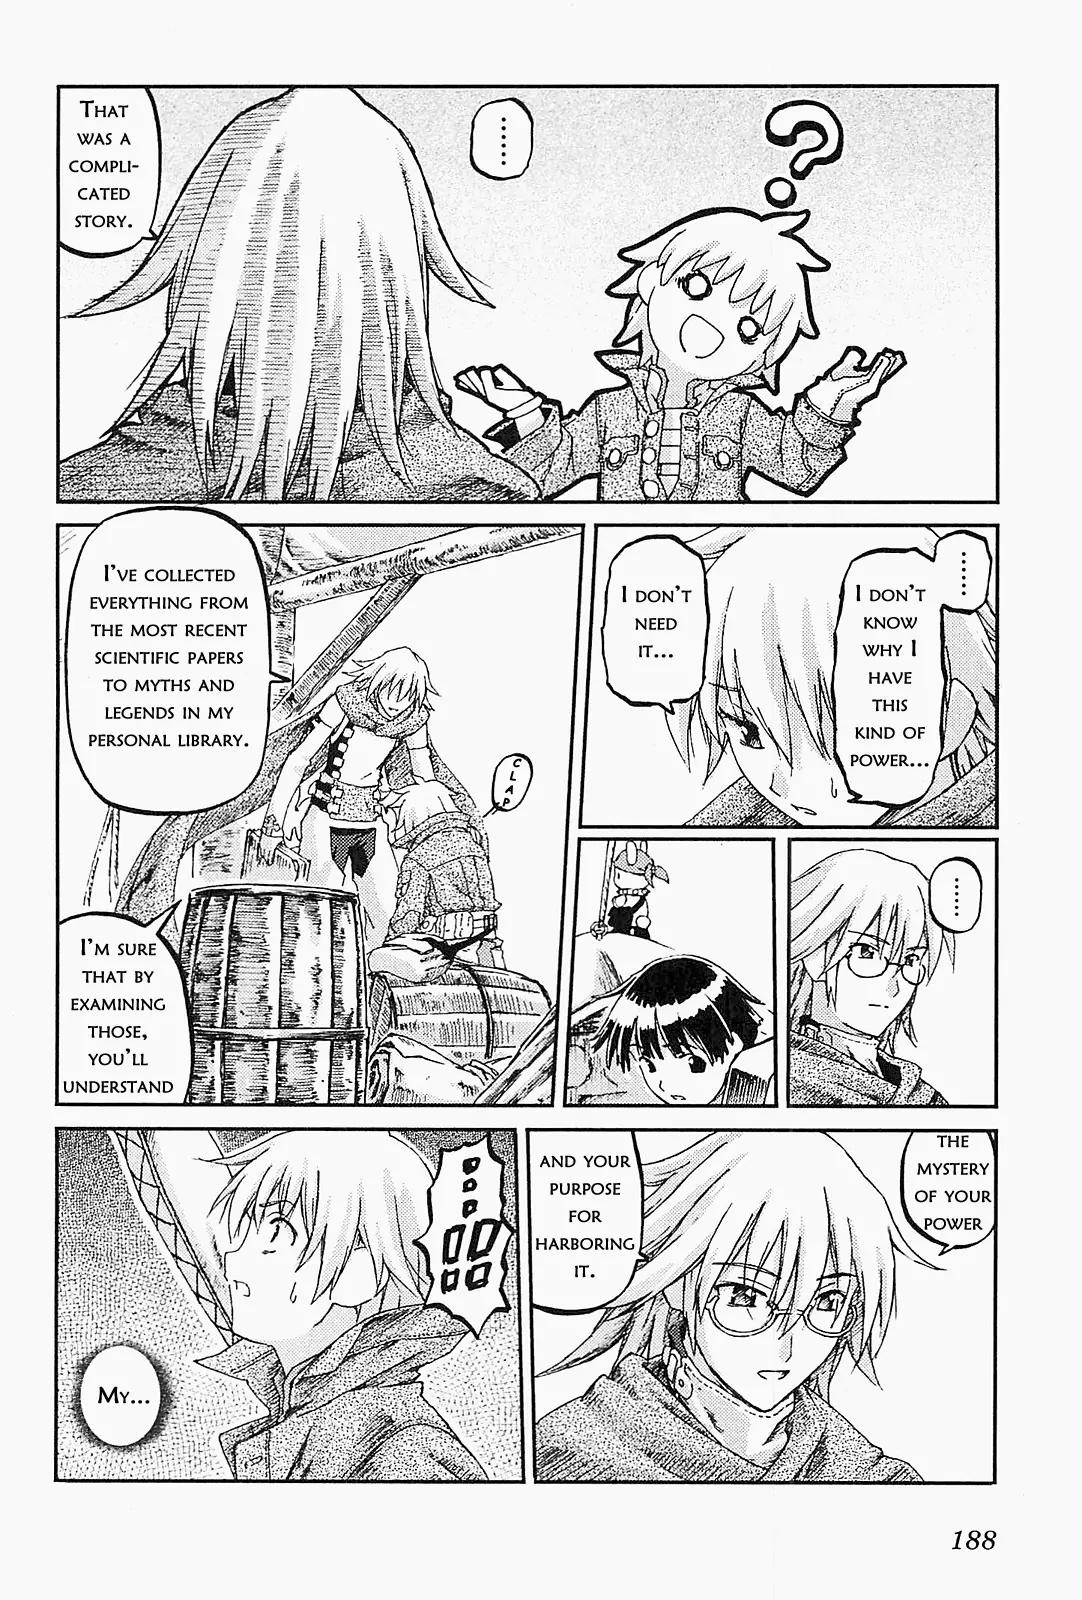 ?
......
THAT
WAS A
COMPLI-
CATED
STORY.
......
I DON'T
KNOW
WHY I
HAVE
THIS
KIND OF
POWER...
I DON'T
NEED
IT...
......
CLAP
I'VE COLLECTED
EVERYTHING FROM
THE MOST RECENT
SCIENTIFIC PAPERS
TO MYTHS AND
LEGENDS IN MY
PERSONAL LIBRARY.
I'M SURE
THAT BY
EXAMINING
THOSE,
YOU'LL
UNDERSTAND
THE
MYSTERY
OF YOUR
POWER
AND YOUR
PURPOSE
FOR
HARBORING
IT.
...!!
MY...
188